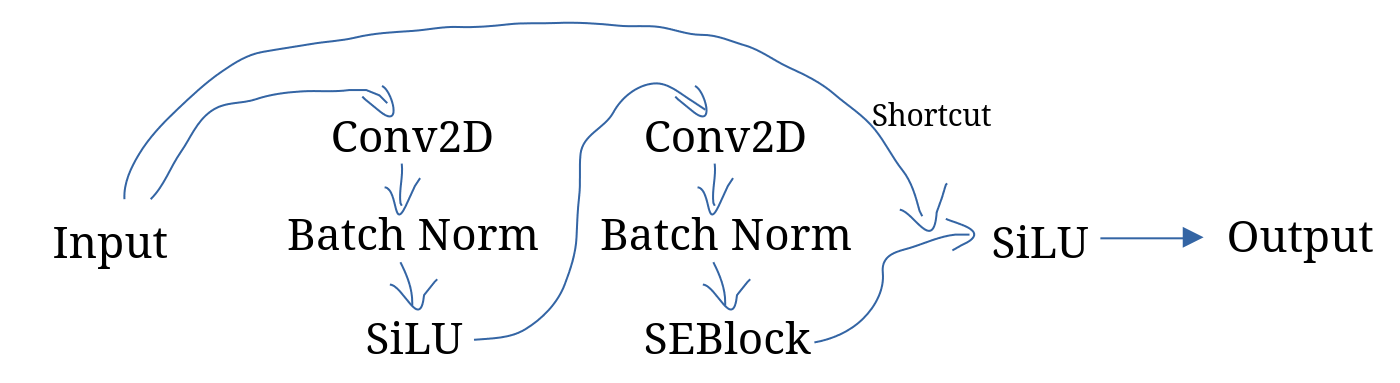 Input
Conv2D
Batch Norm
SiLU
Conv2D
Batch Norm
SEBlock
Shortcut
SiLU
Output